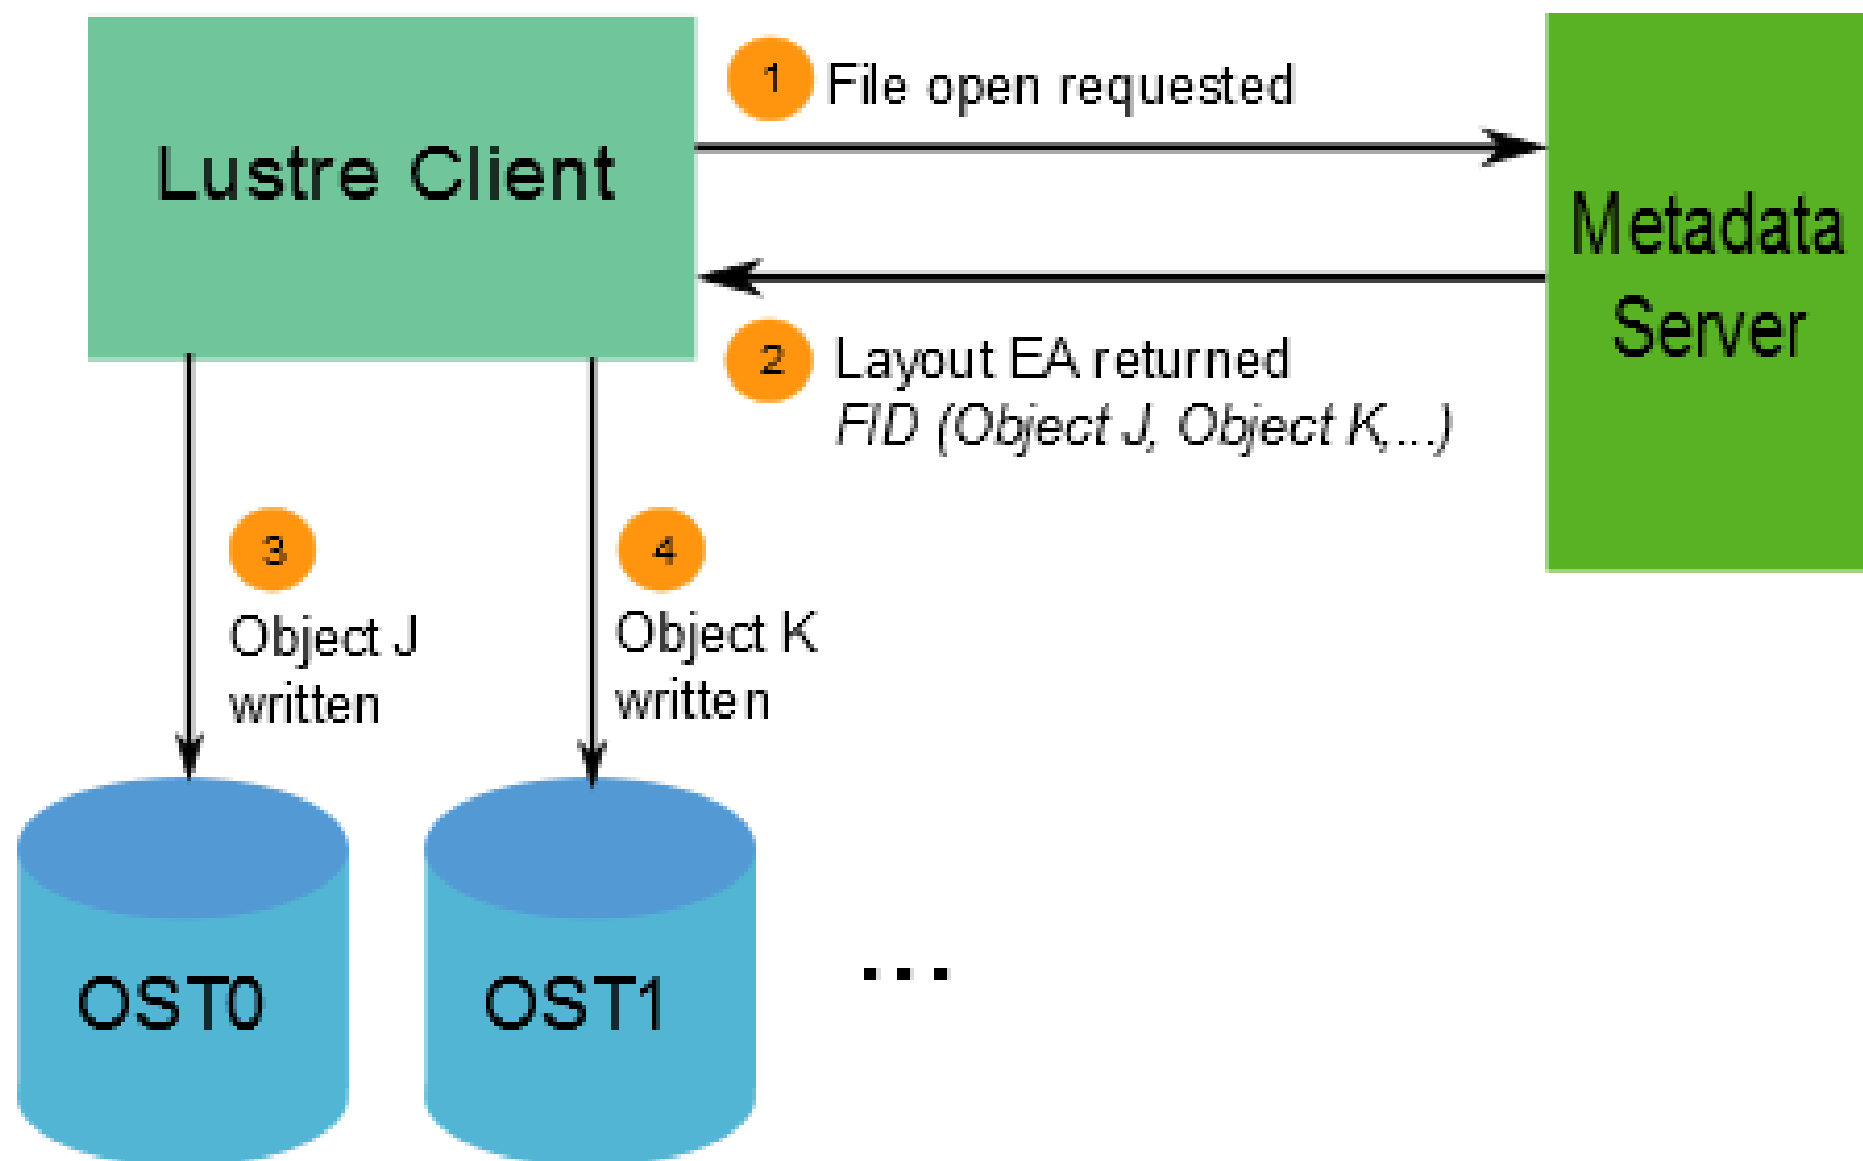 Lustre Client
1 File open requested
Metadata
Server
2 Layout EA returned
FID (Object J, Object K,...)
3
Object J
written
4
Object K
written
OST0
OST1
...